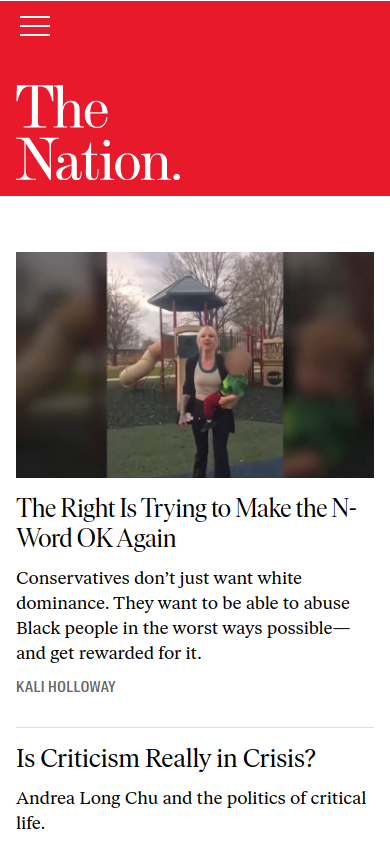 The
Nation.
The Right Is Trying to Make the N-
Word OK Again
Conservatives don’t just want white
dominance. They want to be able to abuse
Black people in the worst ways possible—
and get rewarded for it.
KALI HOLLOWAY
Is Criticism Really in Crisis?
Andrea Long Chu and the politics of critical
life.